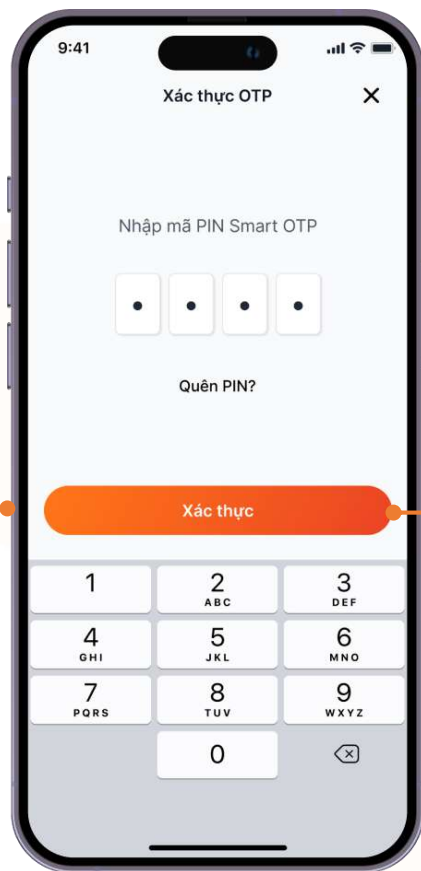 9:41
Xác thực OTP
Nhập mã PIN Smart OTP
Quên PIN?
Xác thực
1 2 3
ABC DEF
4 5 6
GHI JKL MNO
7 8 9
PQRS TUV WXYZ
0